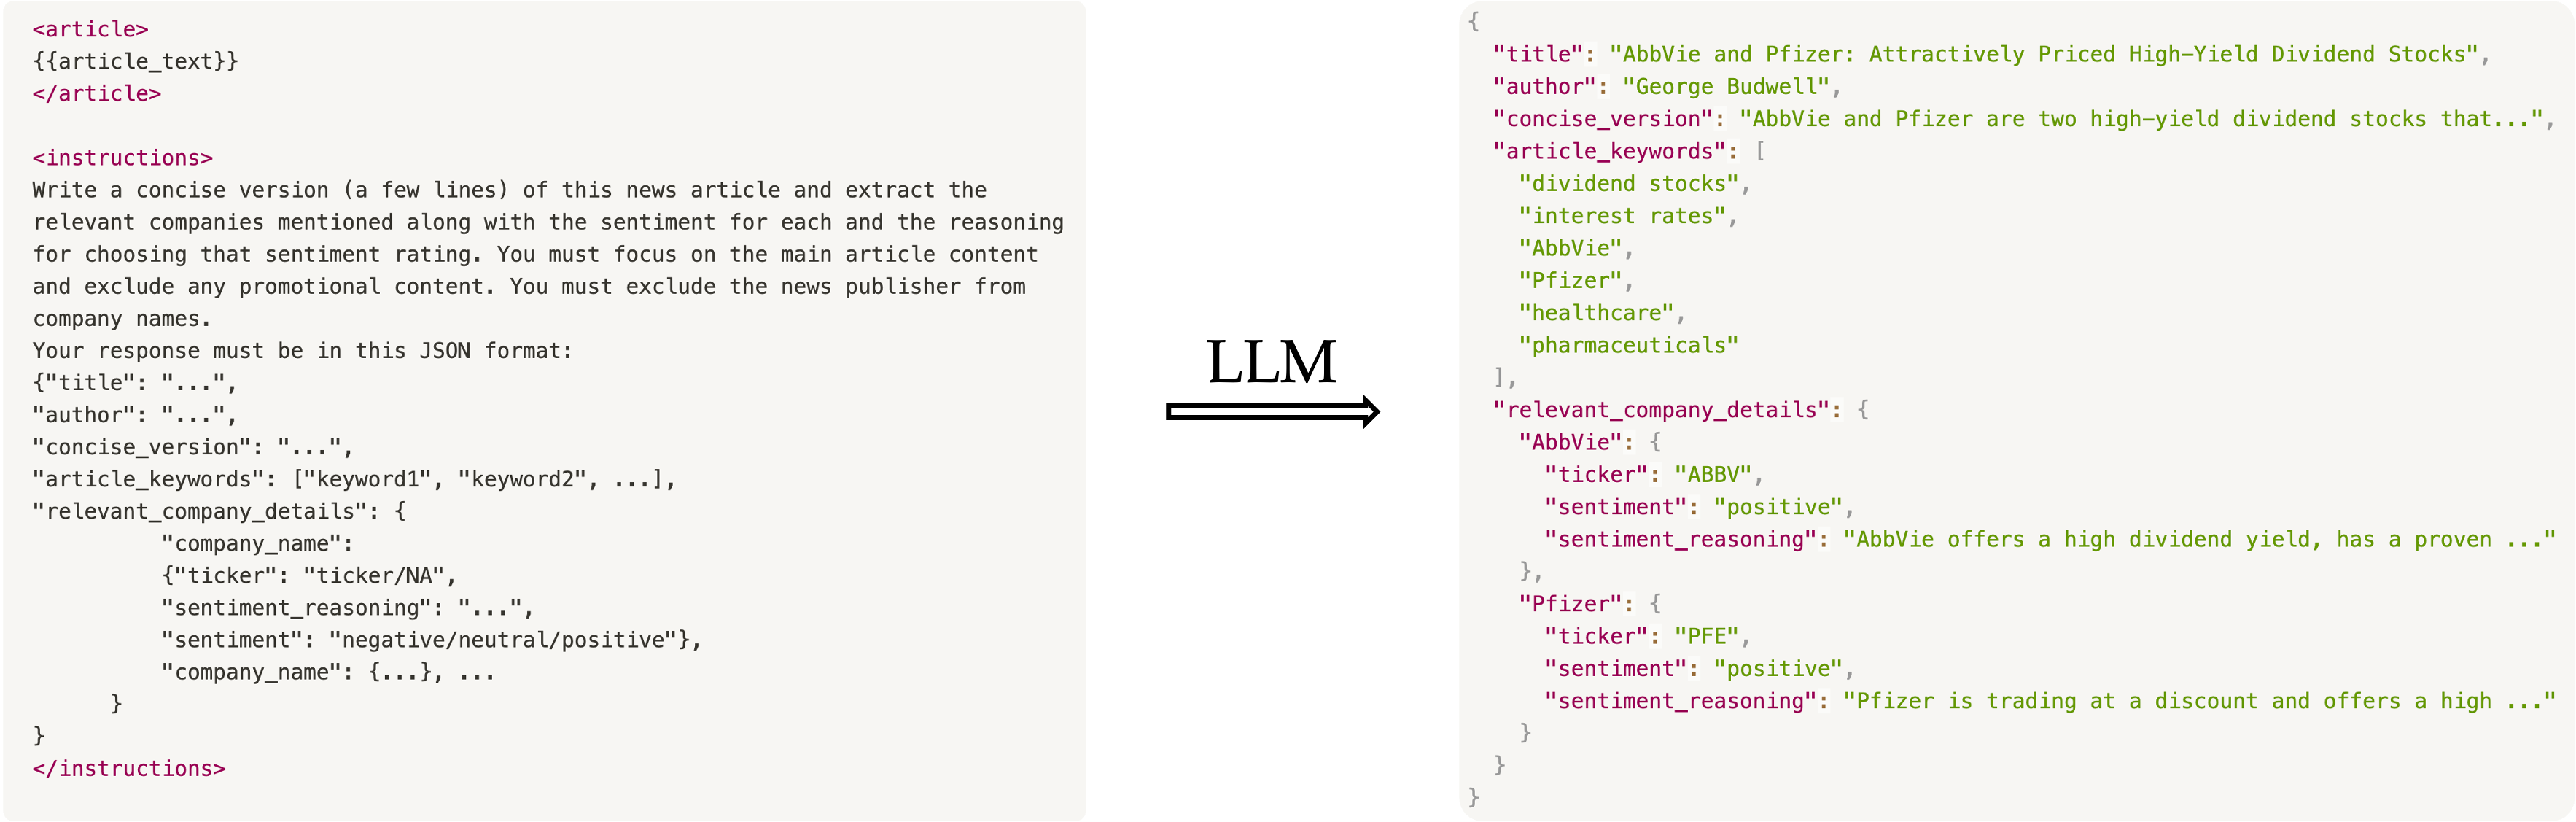 <article>
{{article_text}}
</article>
<instructions>
Write a concise version (a few lines) of this news article and extract the
relevant companies mentioned along with the sentiment for each and the reasoning
for choosing that sentiment rating. You must focus on the main article content
and exclude any promotional content. You must exclude the news publisher from
company names.
Your response must be in this JSON format:
{"title": "...",
"author": "...",
"concise_version": "...",
"article_keywords": ["keyword1", "keyword2", ...],
"relevant_company_details": {
"company_name":
{"ticker": "ticker/NA",
"sentiment_reasoning": "...",
"sentiment": "negative/neutral/positive"},
"company_name": {...}, ...
}
}
</instructions>
LLM
{
"title": "AbbVie and Pfizer: Attractively Priced High-Yield Dividend Stocks",
"author": "George Budwell",
"concise_version": "AbbVie and Pfizer are two high-yield dividend stocks that...",
"article_keywords": [
"dividend stocks",
"interest rates",
"AbbVie",
"Pfizer",
"healthcare",
"pharmaceuticals"
],
"relevant_company_details": {
"AbbVie": {
"ticker": "ABBV",
"sentiment": "positive",
"sentiment_reasoning": "AbbVie offers a high dividend yield, has a proven ..."
},
"Pfizer": {
"ticker": "PFE",
"sentiment": "positive",
"sentiment_reasoning": "Pfizer is trading at a discount and offers a high ..."
}
}
}